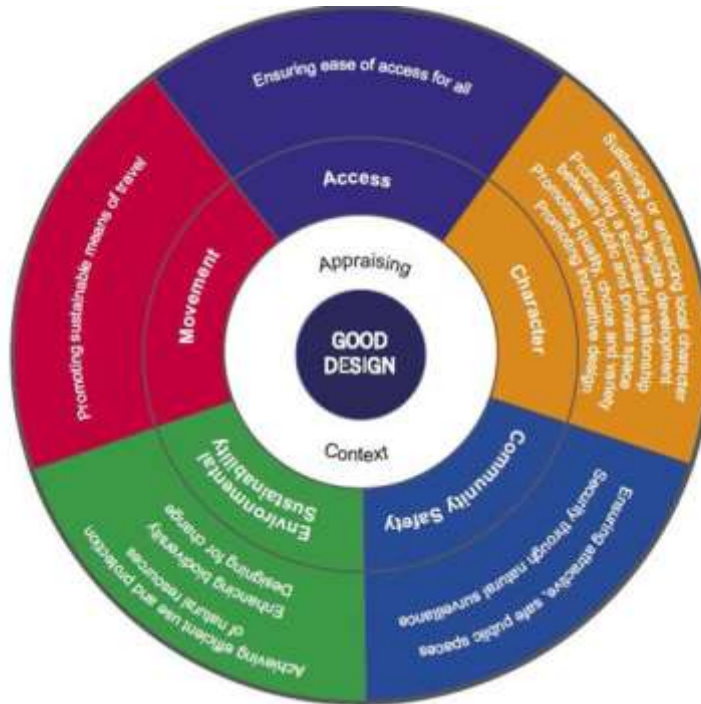 Ensuring ease of access for all
Access
Sustaining or enhancing local character
Promoting legible development
Promoting a successful relationship
between public and private space
Promoting quality, choice and variety
Promoting innovative design
Character
Ensuring attractive, safe public spaces
Security through natural surveillance
Community Safety
Environmental
Sustainability
Achieving efficient use and protection
of natural resources
Enhancing biodiversity
Designing for change
Promoting sustainable means of travel
Movement
Appraising
GOOD
DESIGN
Context